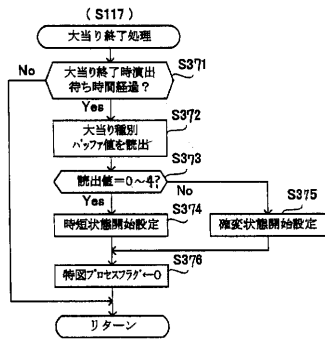 (S117)
大当り終了処理
No
大当り終了時演出
待ち時間経過?
S371
Yes
大当り種別
バッファ値を読出
S372
読出値=0~4?
S373
Yes
No
時短状態開始設定
S374
確変状態開始設定
S375
特図プロセスフラグ←0
S376
リターン